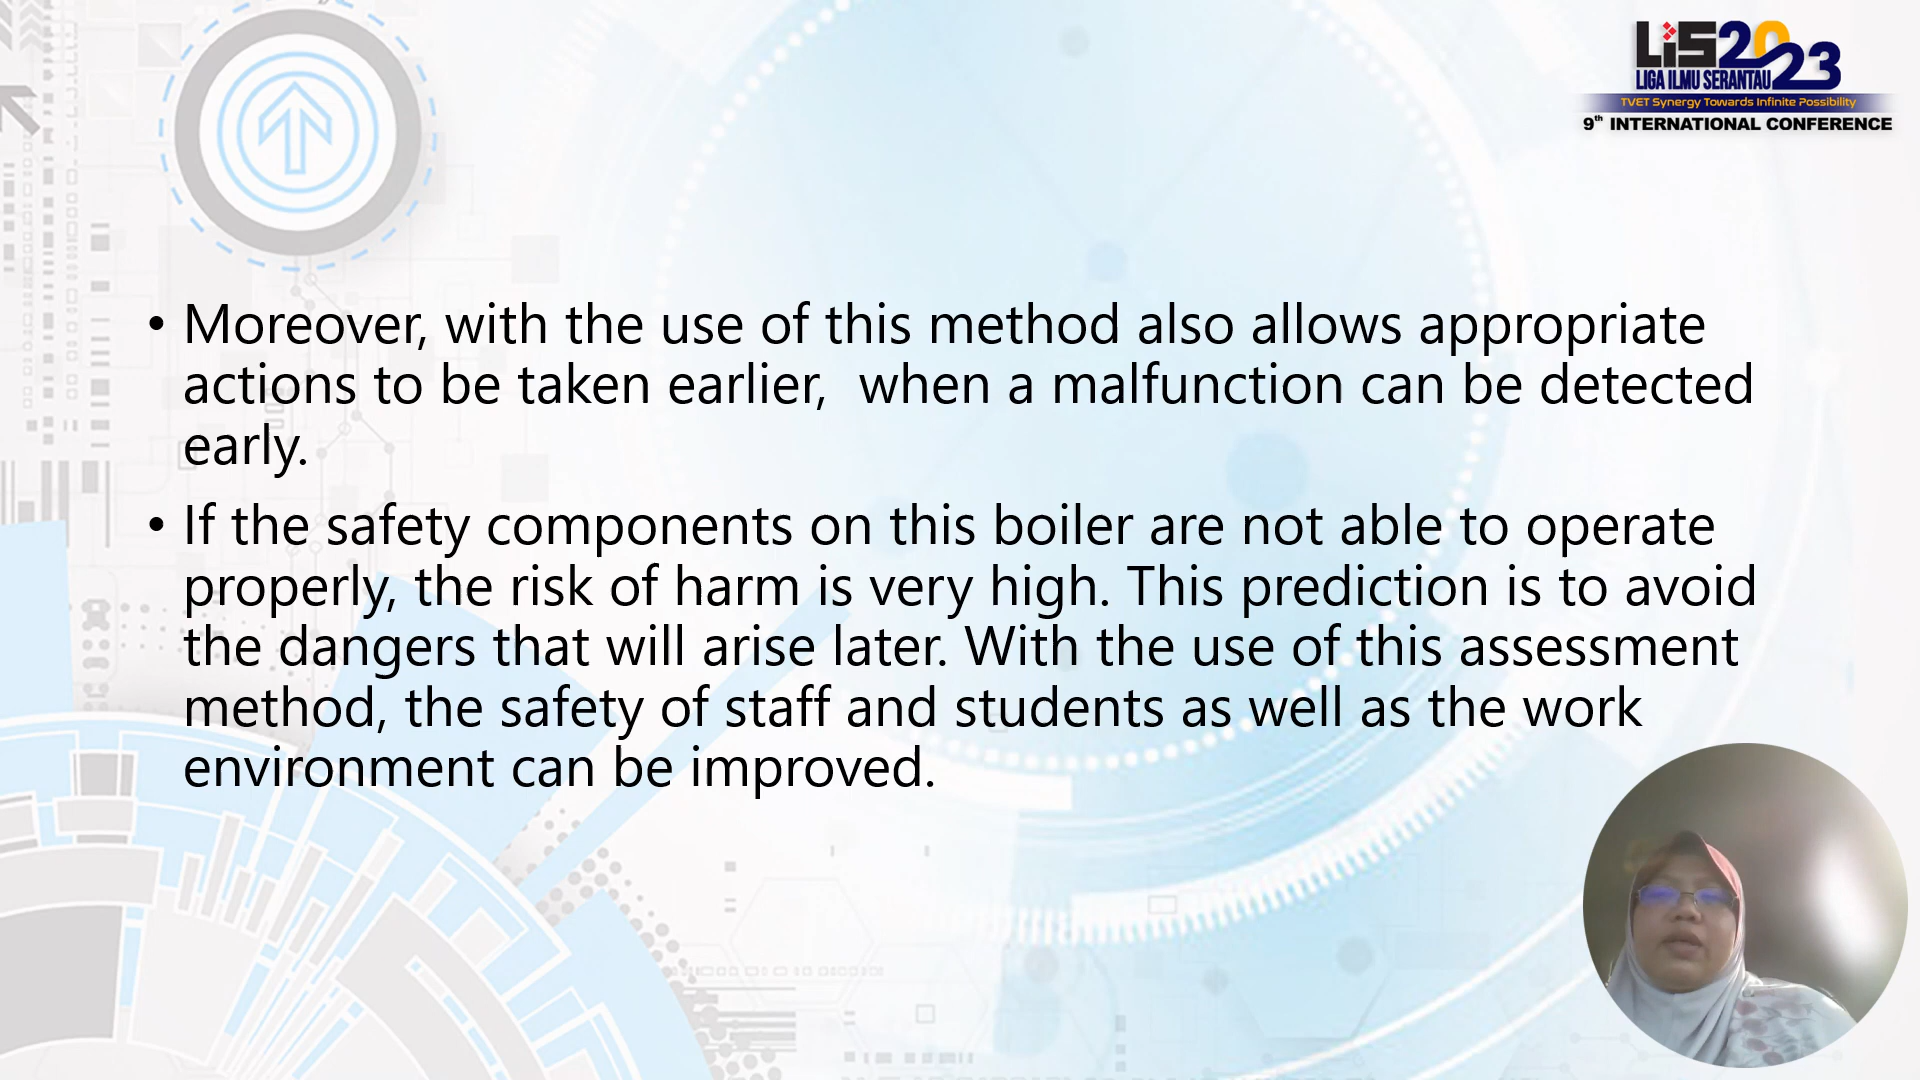 LiS2023
LIGA ILMU SERANTAU
TVET Synergy Towards Infinite Possibility
9th INTERNATIONAL CONFERENCE
• Moreover, with the use of this method also allows appropriate
actions to be taken earlier,  when a malfunction can be detected
early.
• If the safety components on this boiler are not able to operate
properly, the risk of harm is very high. This prediction is to avoid
the dangers that will arise later. With the use of this assessment
method, the safety of staff and students as well as the work
environment can be improved.